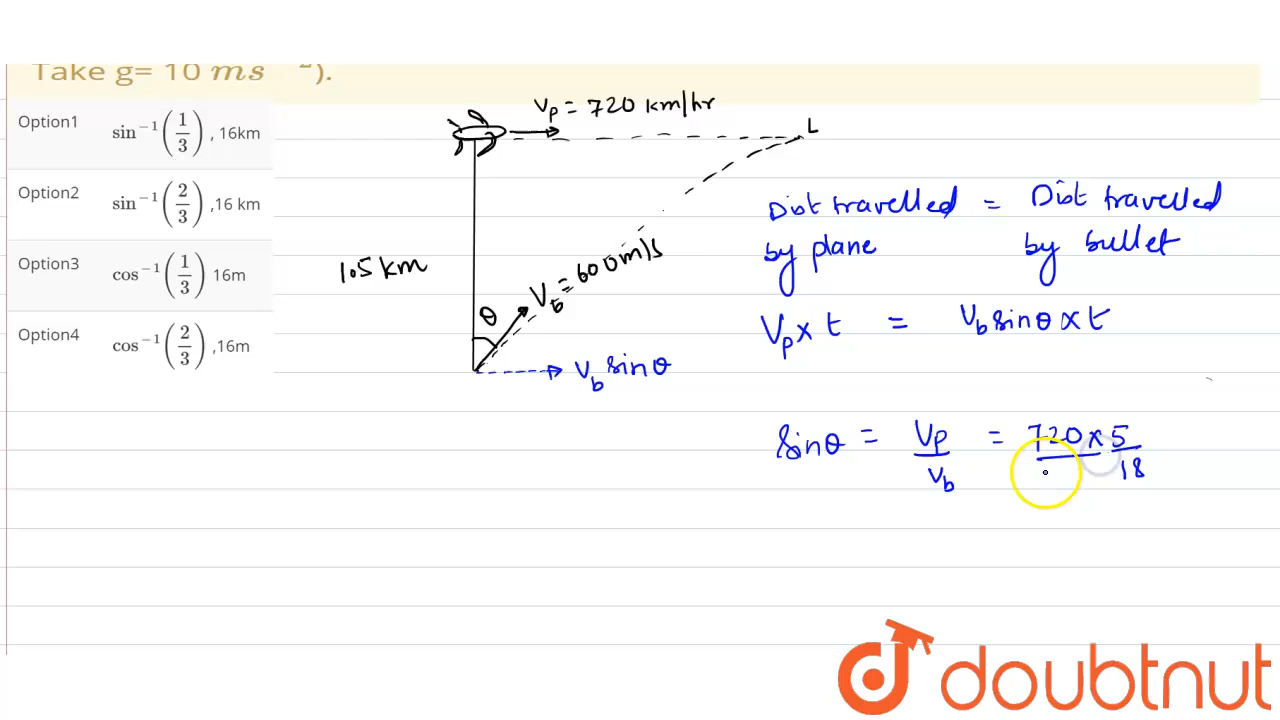 Take g= 10 ms⁻²).
Option1 sin⁻¹(1/3) , 16km
Option2 sin⁻¹(2/3) ,16 km
Option3 cos⁻¹(1/3) 16m
Option4 cos⁻¹(2/3) ,16m
Vp = 720 km/hr
L
1.5 km
θ
Vb = 600 m/s
Vb sinθ
Dist travelled = Dist travelled
by plane by bullet
Vp x t = Vb sinθ x t
sinθ = Vp/Vb = 720 x 5/18
doubtnut